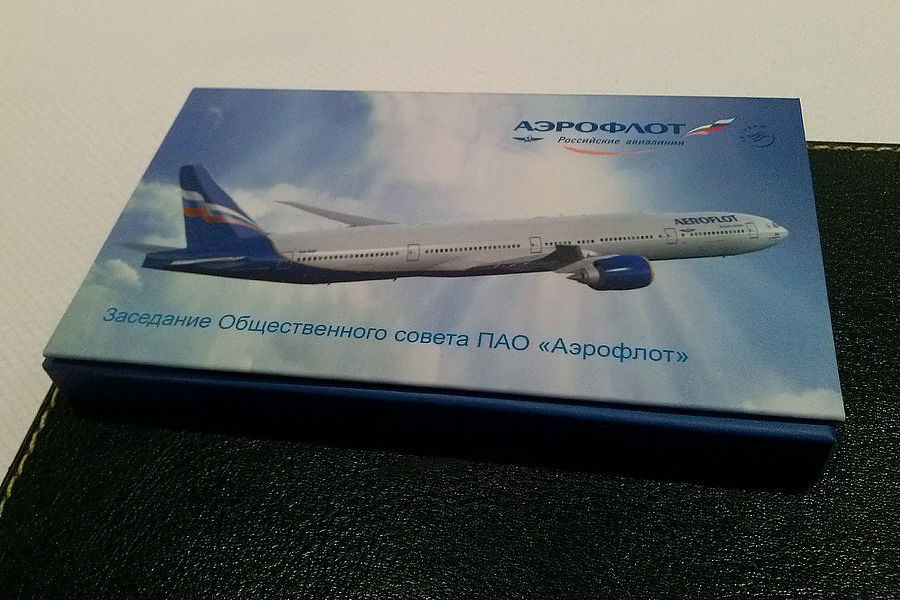 АЭРОФЛОТ
Российские авиалинии
AEROFLOT
Заседание Общественного совета ПАО «Аэрофлот»